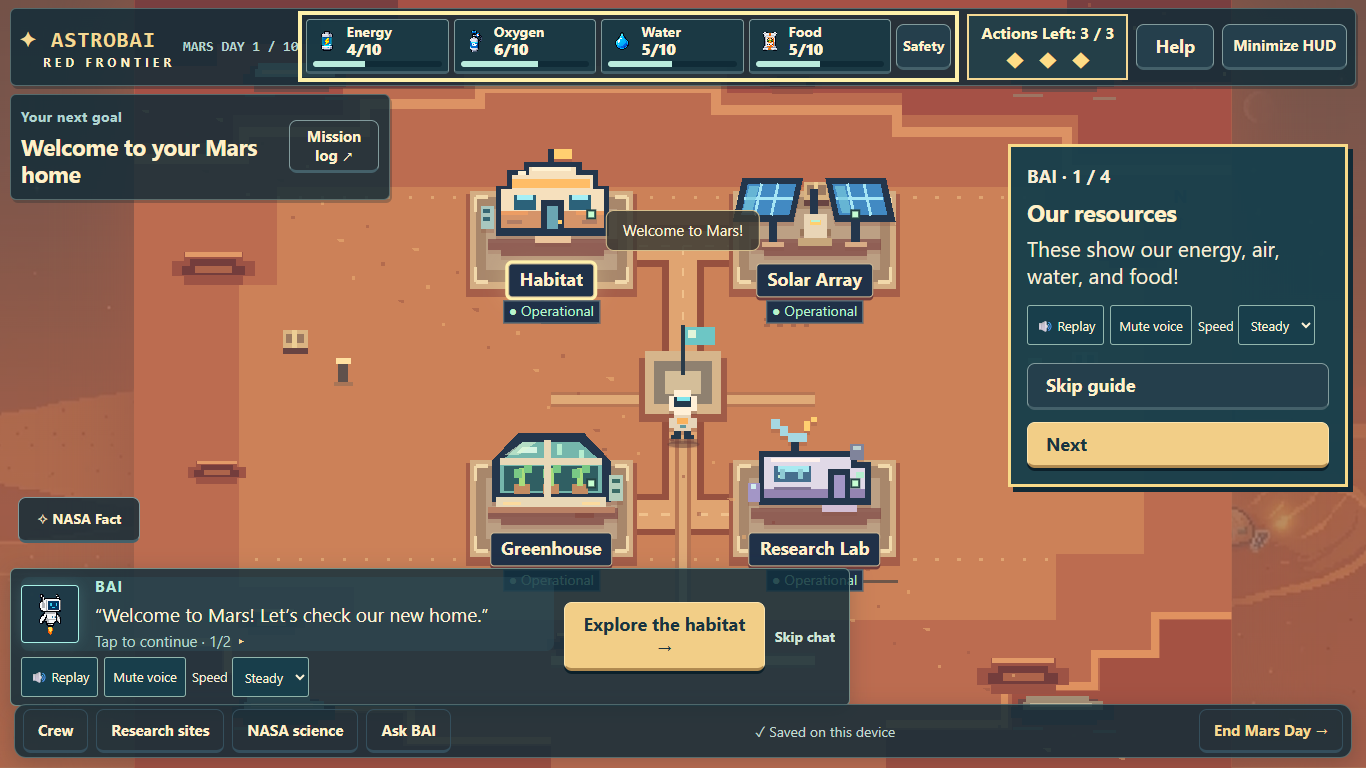 ✦ ASTROBAI
RED FRONTIER
MARS DAY 1 / 10
Energy
4/10
Oxygen
6/10
Water
5/10
Food
5/10
Safety
Actions Left: 3 / 3
Help
Minimize HUD
Your next goal
Welcome to your Mars
home
Mission
log ↗
Welcome to Mars!
Habitat
• Operational
Solar Array
• Operational
BAI · 1 / 4
Our resources
These show our energy, air,
water, and food!
Replay
Mute voice
Speed
Steady
Skip guide
Next
✧ NASA Fact
Greenhouse
• Operational
Research Lab
• Operational
BAI
“Welcome to Mars! Let’s check our new home.”
Tap to continue · 1/2 ▸
Replay
Mute voice
Speed
Steady
Explore the habitat
→
Skip chat
Crew
Research sites
NASA science
Ask BAI
✓ Saved on this device
End Mars Day →